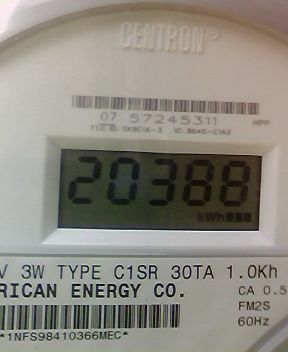 CENTRON®
07 57245311
HPP
20388
kWh
V 3W TYPE C1SR 30TA 1.0Kh
RICAN ENERGY CO.
CA 0.5
FM2S
60Hz
*1NFS98410366MEC*